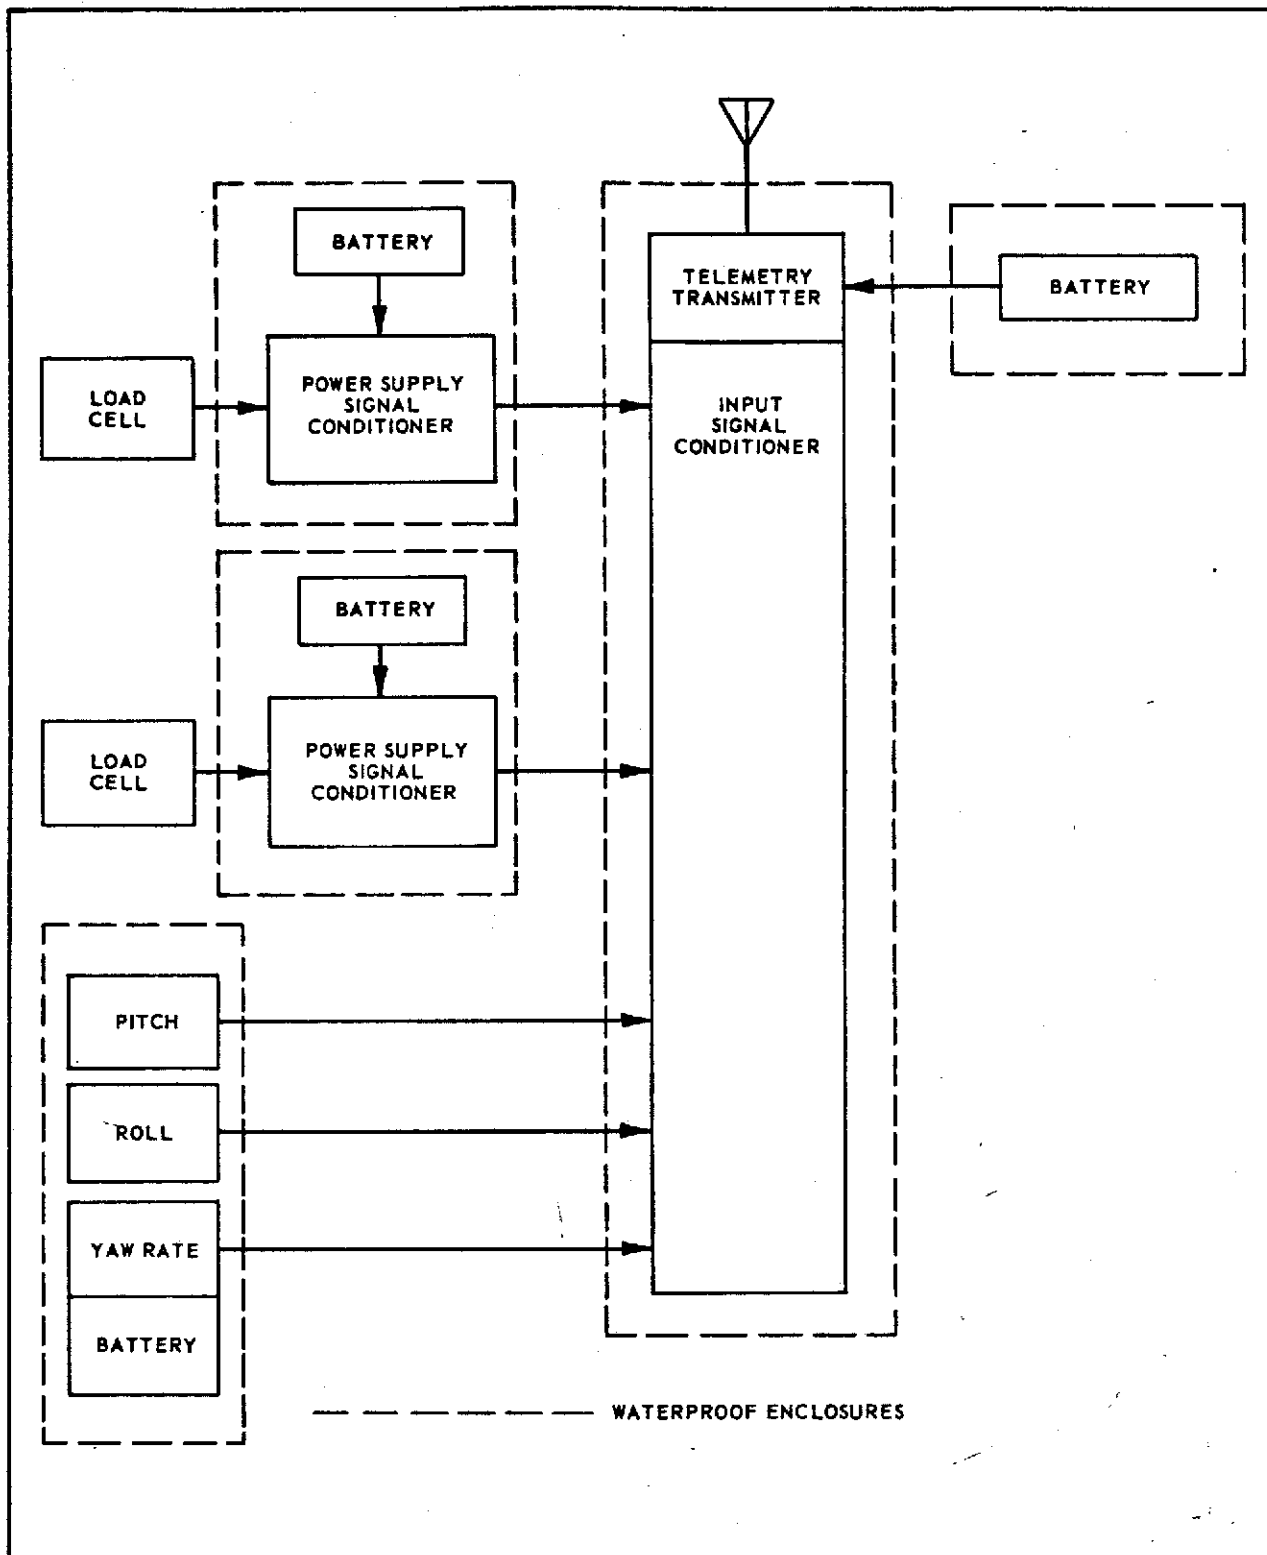 BATTERY
TELEMETRY
TRANSMITTER
BATTERY
LOAD
CELL
POWER SUPPLY
SIGNAL
CONDITIONER
INPUT
SIGNAL
CONDITIONER
BATTERY
LOAD
CELL
POWER SUPPLY
SIGNAL
CONDITIONER
PITCH
ROLL
YAW RATE
BATTERY
WATERPROOF ENCLOSURES